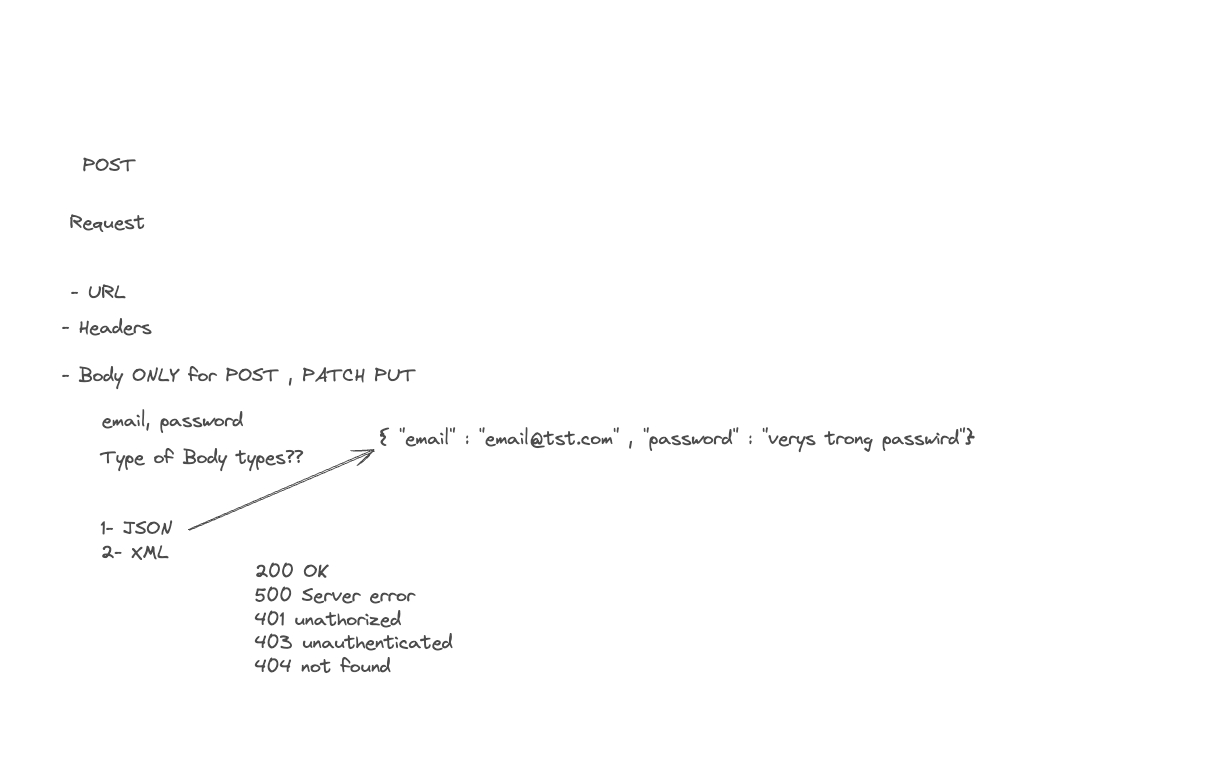 POST
Request
- URL
- Headers
- Body ONLY for POST , PATCH PUT
email, password
{ "email" : "email@tst.com" , "password" : "verys trong passwird"}
Type of Body types??
1- JSON
2- XML
200 OK
500 Server error
401 unathorized
403 unauthenticated
404 not found